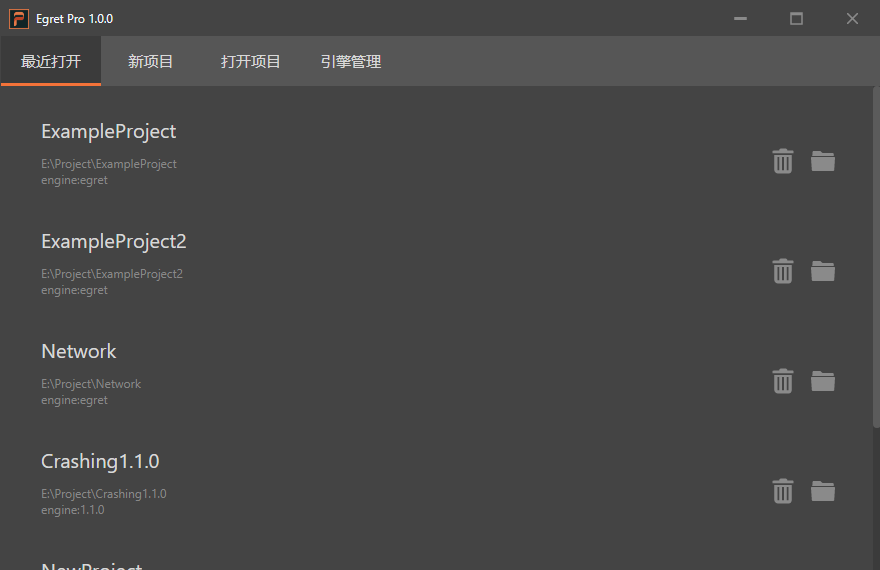 Egret Pro 1.0.0
最近打开 新项目 打开项目 引擎管理
ExampleProject
E:\Project\ExampleProject
engine:egret
ExampleProject2
E:\Project\ExampleProject2
engine:egret
Network
E:\Project\Network
engine:egret
Crashing1.1.0
E:\Project\Crashing1.1.0
engine:1.1.0
NewProject